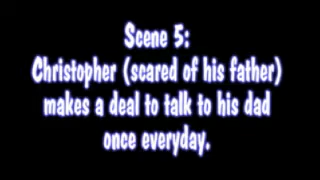 Scene 5:
Christopher (scared of his father)
makes a deal to talk to his dad
once everyday.